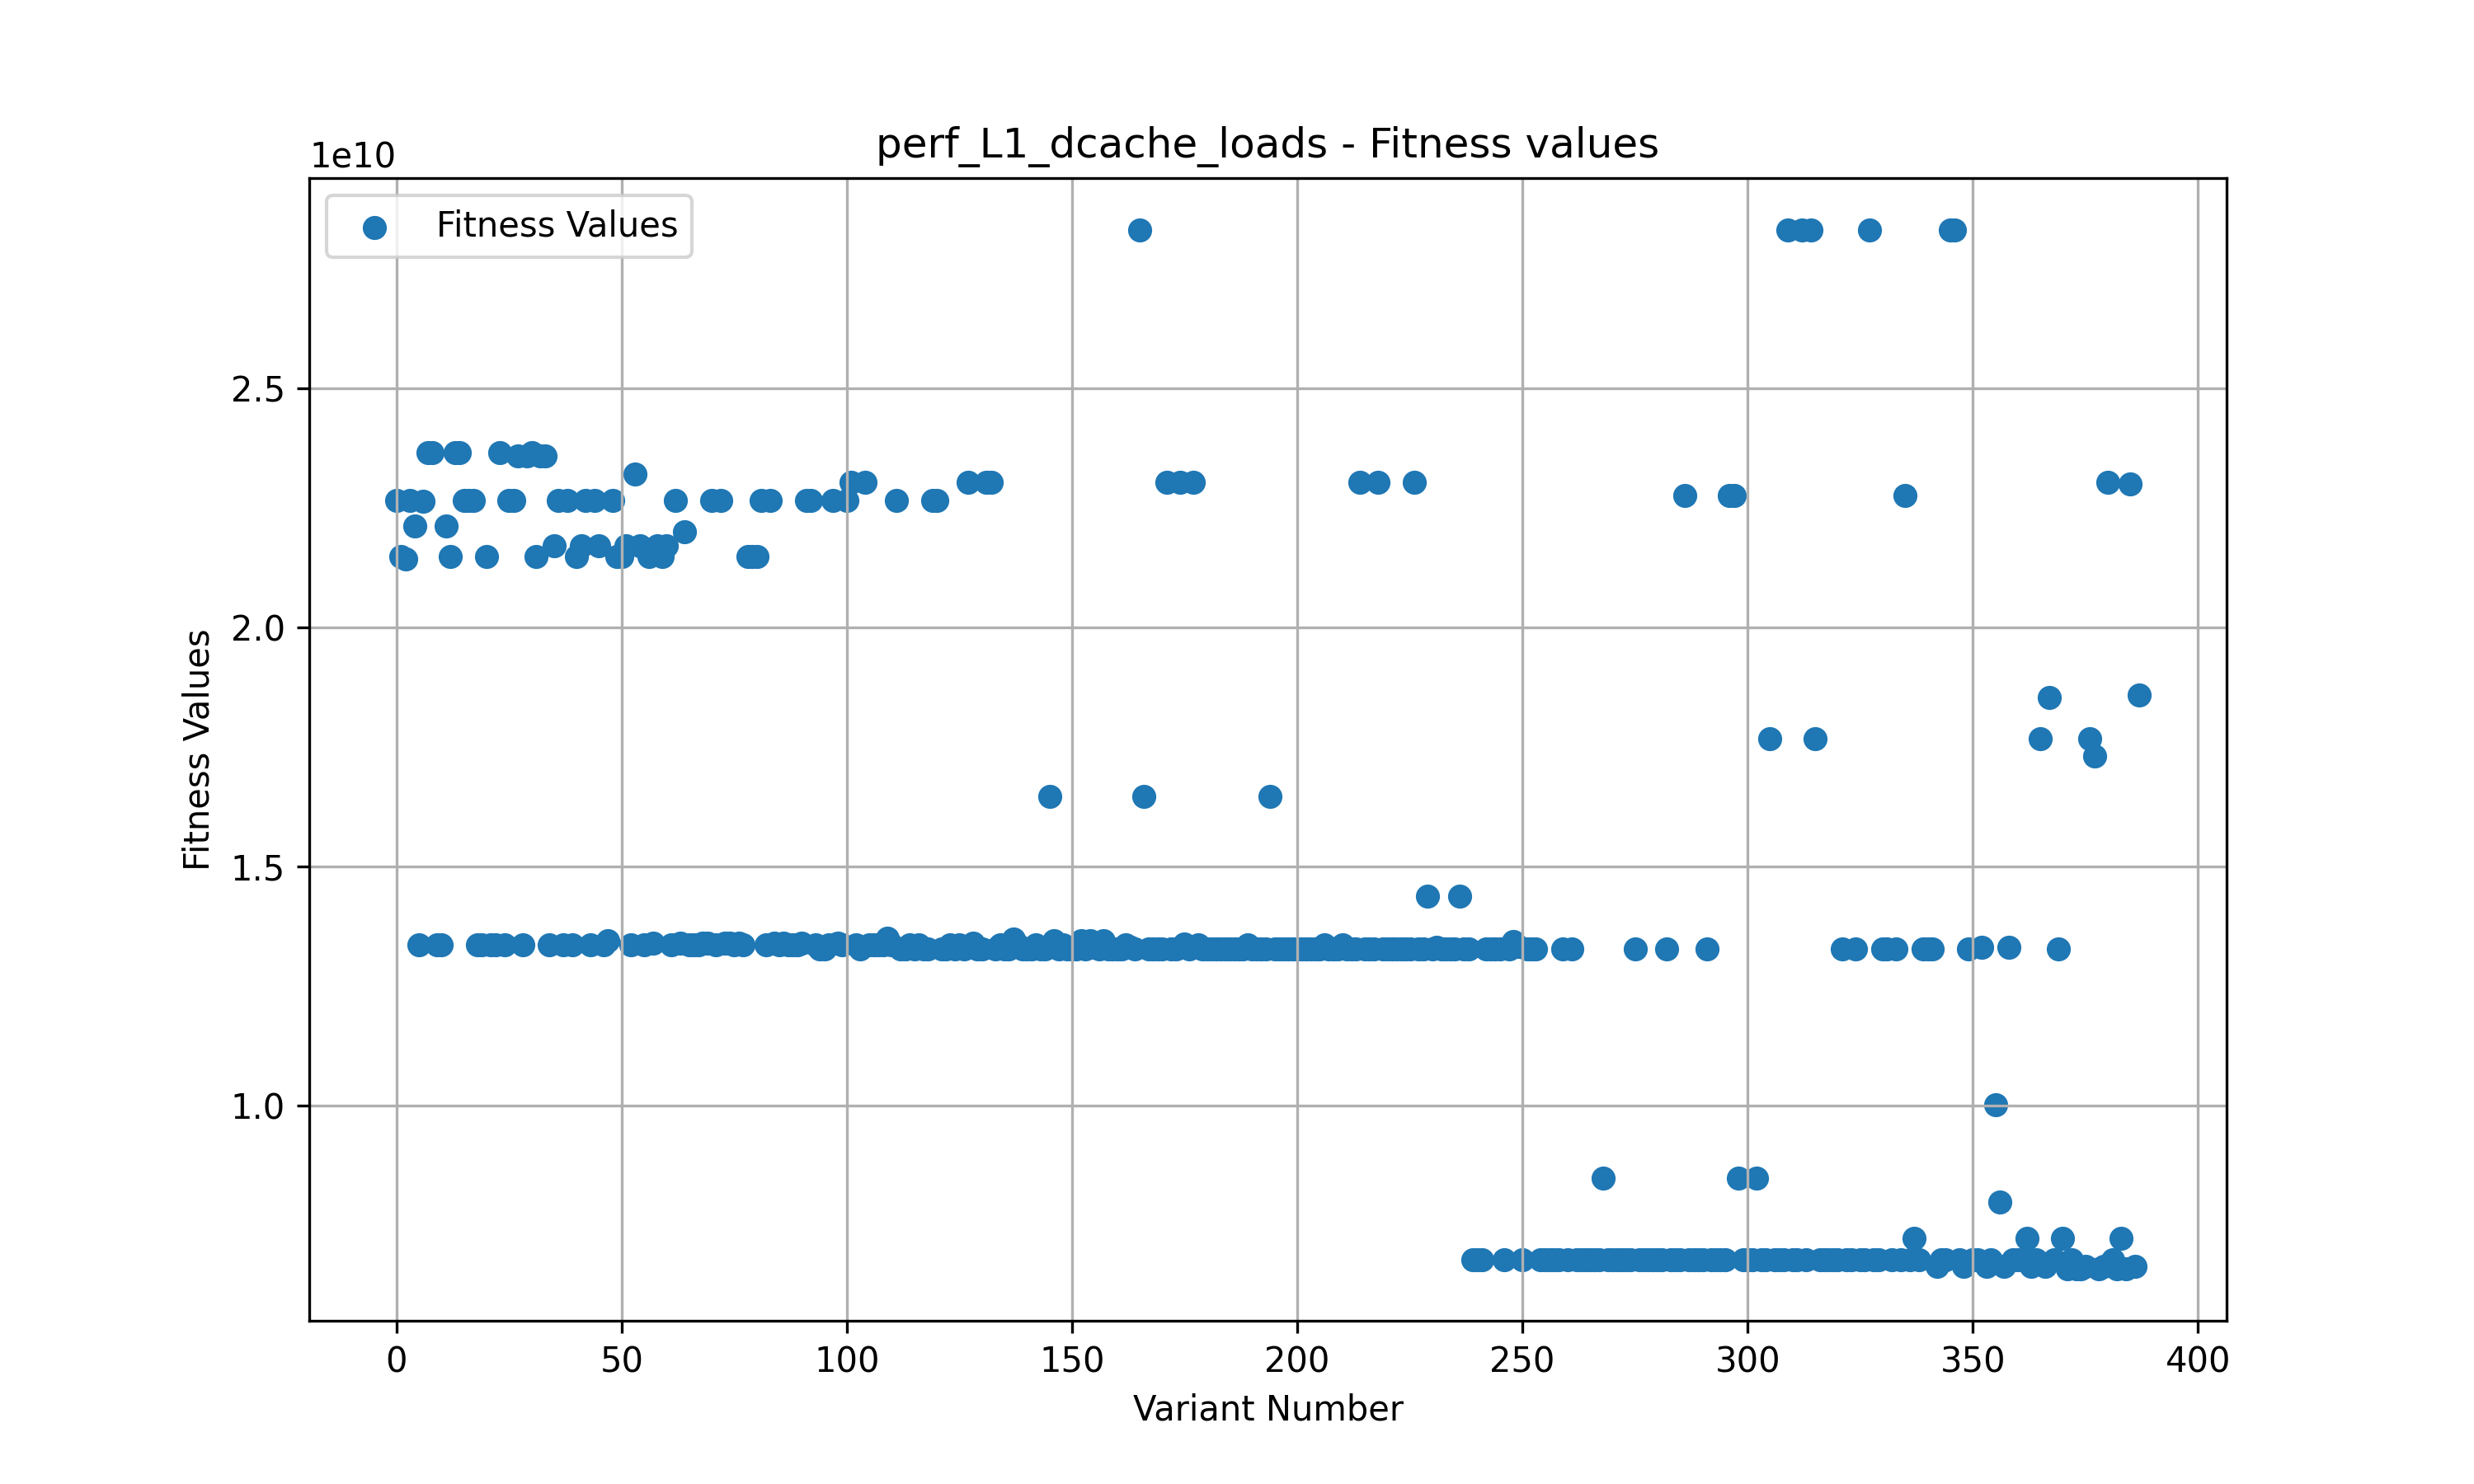 perf_L1_dcache_loads - Fitness values
1e10
Fitness Values
2.5
2.0
1.5
1.0
Fitness Values
0 50 100 150 200 250 300 350 400
Variant Number